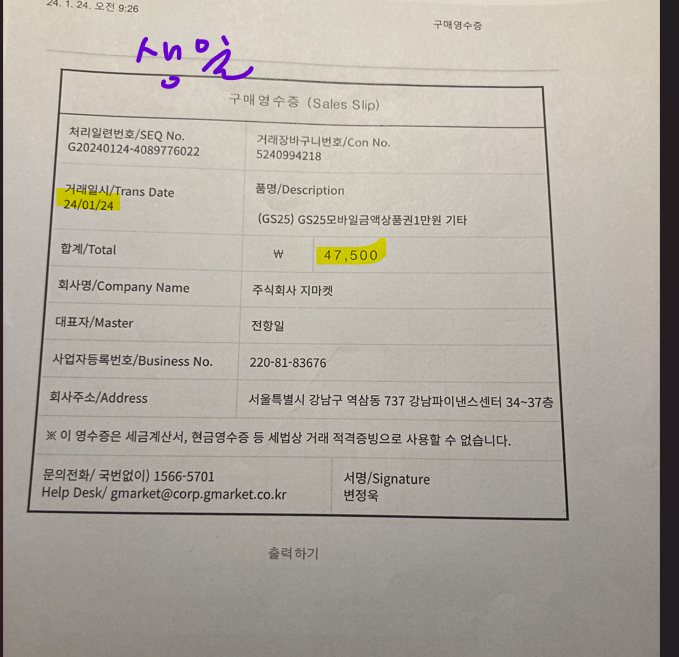 24. 1. 24. 오전 9:26
구매영수증
생일
구매영수증 (Sales Slip)
처리일련번호/SEQ No.
G20240124-4089776022
거래장바구니번호/Con No.
5240994218
거래일시/Trans Date
24/01/24
품명/Description
(GS25) GS25모바일금액상품권1만원 기타
합계/Total
₩ 47,500
회사명/Company Name
주식회사 지마켓
대표자/Master
전항일
사업자등록번호/Business No.
220-81-83676
회사주소/Address
서울특별시 강남구 역삼동 737 강남파이낸스센터 34~37층
※ 이 영수증은 세금계산서, 현금영수증 등 세법상 거래 적격증빙으로 사용할 수 없습니다.
문의전화/ 국번없이) 1566-5701
Help Desk/ gmarket@corp.gmarket.co.kr
서명/Signature
변정욱
출력하기